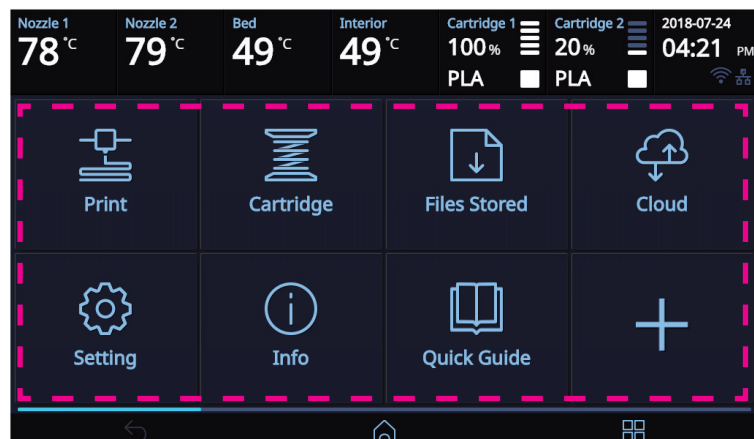 Nozzle 1
78 °C
Nozzle 2
79 °C
Bed
49 °C
Interior
49 °C
Cartridge 1
100 %
PLA
Cartridge 2
20 %
PLA
2018-07-24
04:21 PM
Print
Cartridge
Files Stored
Cloud
Setting
Info
Quick Guide